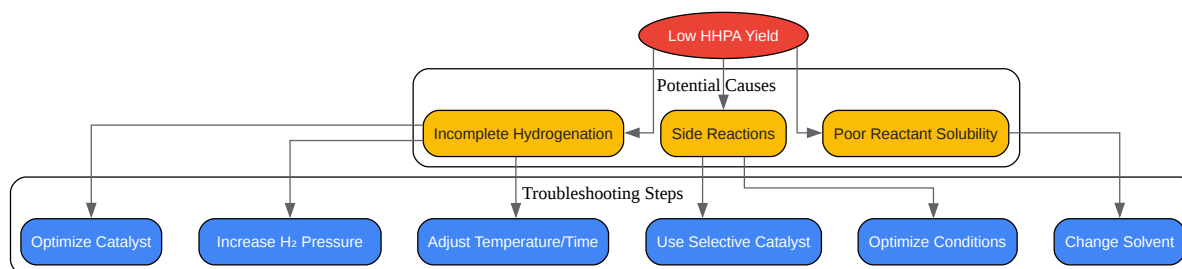 Low HHPA Yield
Potential Causes
Incomplete Hydrogenation
Side Reactions
Poor Reactant Solubility
Troubleshooting Steps
Optimize Catalyst
Increase H₂ Pressure
Adjust Temperature/Time
Use Selective Catalyst
Optimize Conditions
Change Solvent